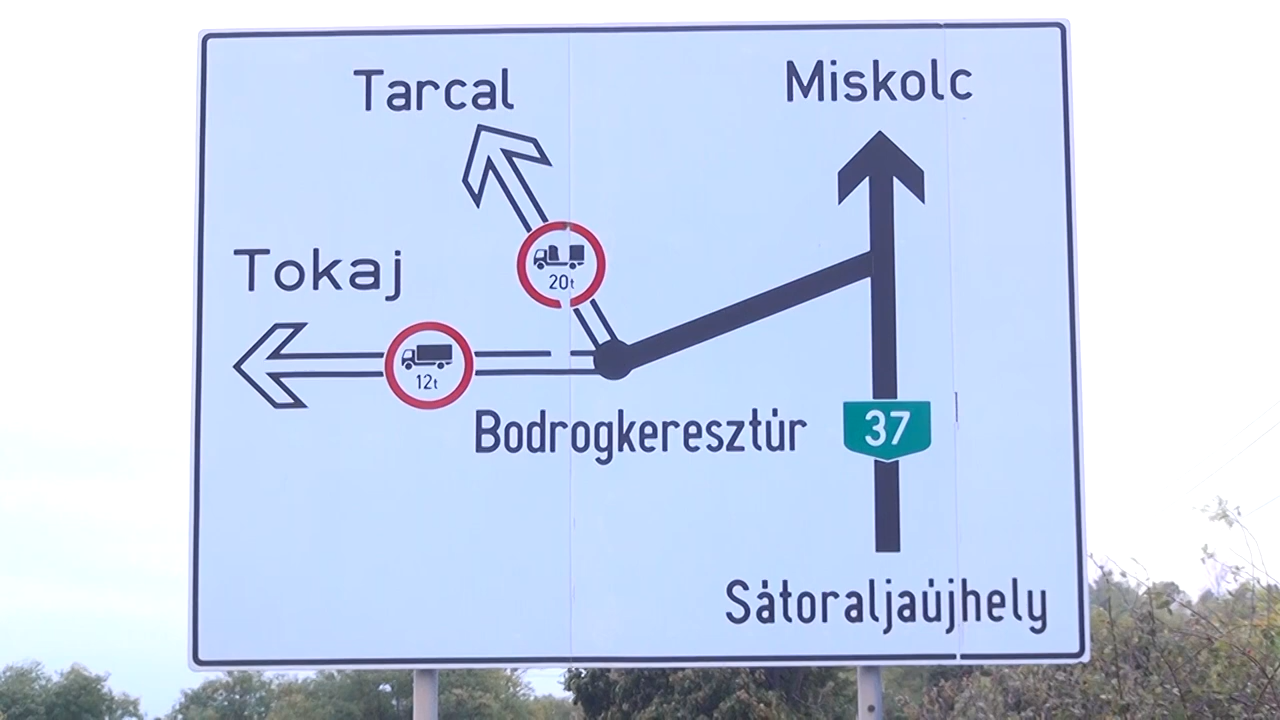 Tarcal
Miskolc
Tokaj
20t
12t
Bodrogkeresztúr
37
Sátoraljaújhely